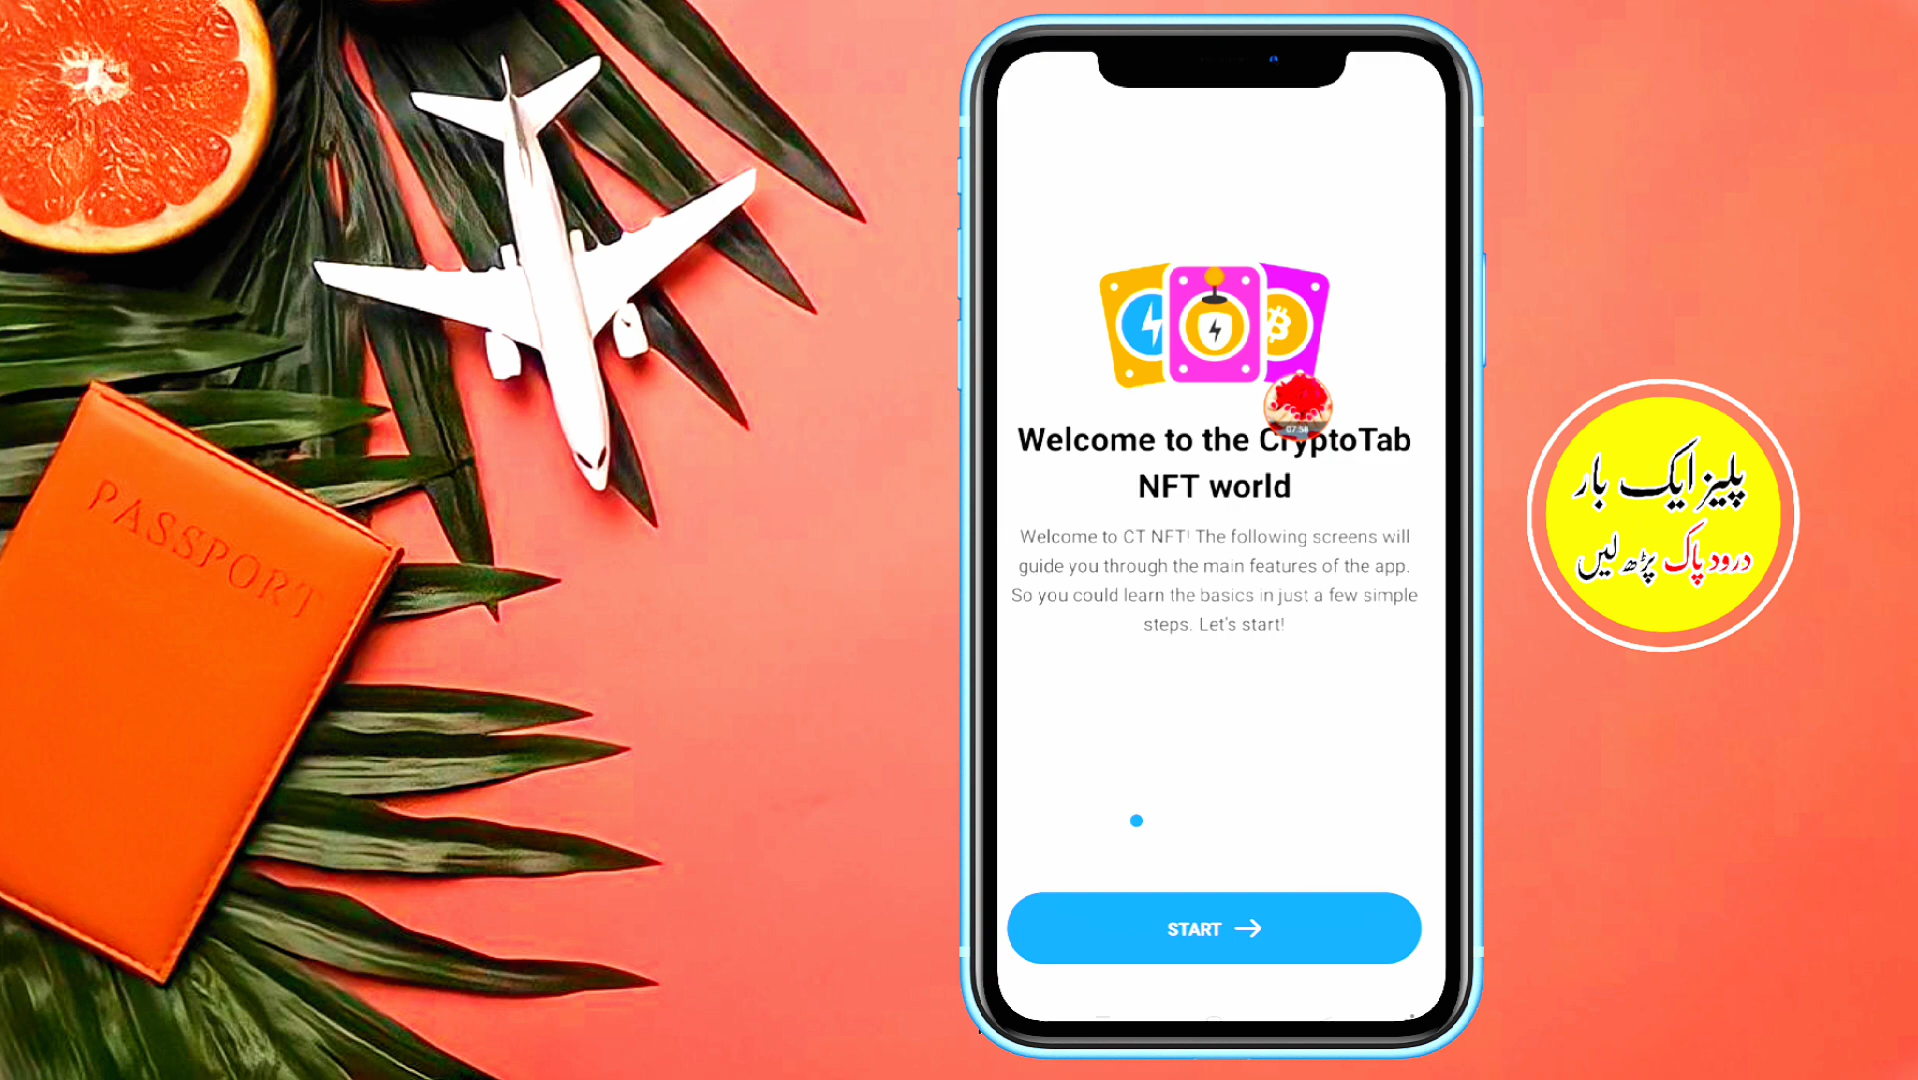 PASSPORT
07:58
Welcome to the CryptoTab
NFT world
Welcome to CT NFT! The following screens will
guide you through the main features of the app.
So you could learn the basics in just a few simple
steps. Let's start!
START
پلیز ایک بار
درود پاک پڑھ لیں